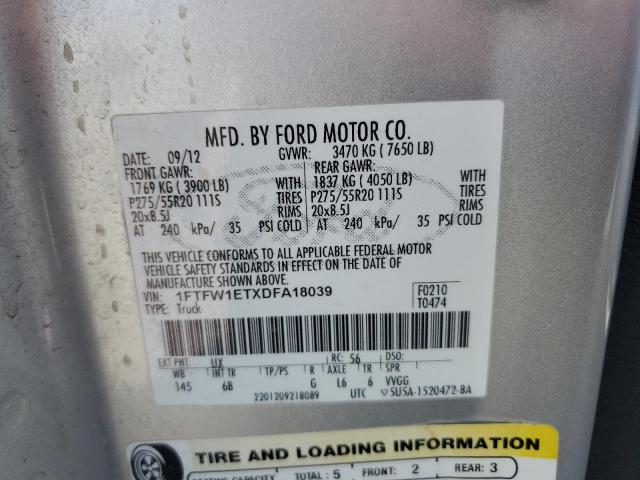 MFD. BY FORD MOTOR CO.
DATE: 09/12 GVWR: 3470 KG ( 7650 LB)
FRONT GAWR: REAR GAWR:
1769 KG ( 3900 LB) WITH 1837 KG ( 4050 LB) WITH
P275/55R20 111S TIRES P275/55R20 111S TIRES
20x8.5J RIMS 20x8.5J RIMS
AT 240 kPa/ 35 PSI COLD AT 240 kPa/ 35 PSI COLD
THIS VEHICLE CONFORMS TO ALL APPLICABLE FEDERAL MOTOR
VEHICLE SAFETY STANDARDS IN EFFECT ON THE DATE OF
MANUFACTURE SHOWN ABOVE.
VIN: 1FTFW1ETXDFA18039 F0210
TYPE: Truck T0474
EXT PNT: UX RC: 56 DSO:
WB INT TR TP/PS R AXLE TR SPR
145 6B G L6 6 VVGG
2201209218089 UTC 5U5A-1520472-BA
TIRE AND LOADING INFORMATION
SEATING CAPACITY TOTAL: 5 FRONT: 2 REAR: 3